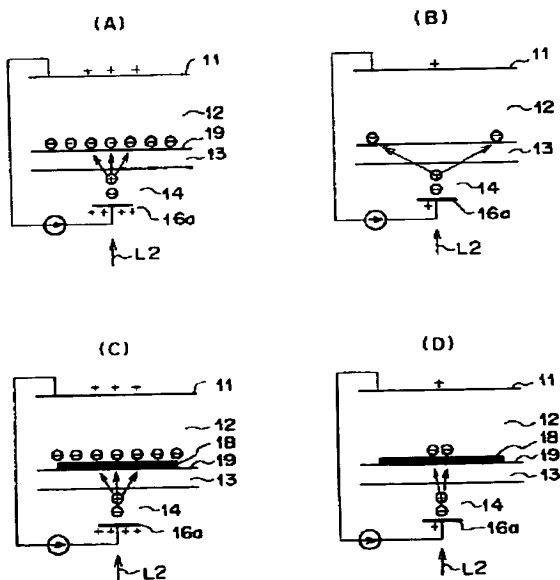 (A)
11
+ + +
12
⊖ ⊖ ⊖ ⊖ ⊖ ⊖ ⊖
19
13
⊕
⊖
14
+ + + +
16a
L2
(B)
11
+
12
⊖ ⊖
13
⊕
⊖
14
+
16a
L2
(C)
11
+ + +
12
⊖ ⊖ ⊖ ⊖ ⊖ ⊖ ⊖
18
19
13
⊕
⊖
14
+ + + +
16a
L2
(D)
11
+
12
⊖⊖
18
19
13
⊕
⊖
14
+
16a
L2